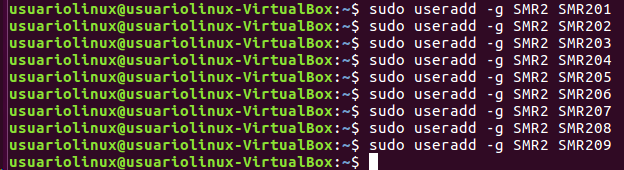 usuariolinux@usuariolinux-VirtualBox:~$ sudo useradd -g SMR2 SMR201
usuariolinux@usuariolinux-VirtualBox:~$ sudo useradd -g SMR2 SMR202
usuariolinux@usuariolinux-VirtualBox:~$ sudo useradd -g SMR2 SMR203
usuariolinux@usuariolinux-VirtualBox:~$ sudo useradd -g SMR2 SMR204
usuariolinux@usuariolinux-VirtualBox:~$ sudo useradd -g SMR2 SMR205
usuariolinux@usuariolinux-VirtualBox:~$ sudo useradd -g SMR2 SMR206
usuariolinux@usuariolinux-VirtualBox:~$ sudo useradd -g SMR2 SMR207
usuariolinux@usuariolinux-VirtualBox:~$ sudo useradd -g SMR2 SMR208
usuariolinux@usuariolinux-VirtualBox:~$ sudo useradd -g SMR2 SMR209
usuariolinux@usuariolinux-VirtualBox:~$